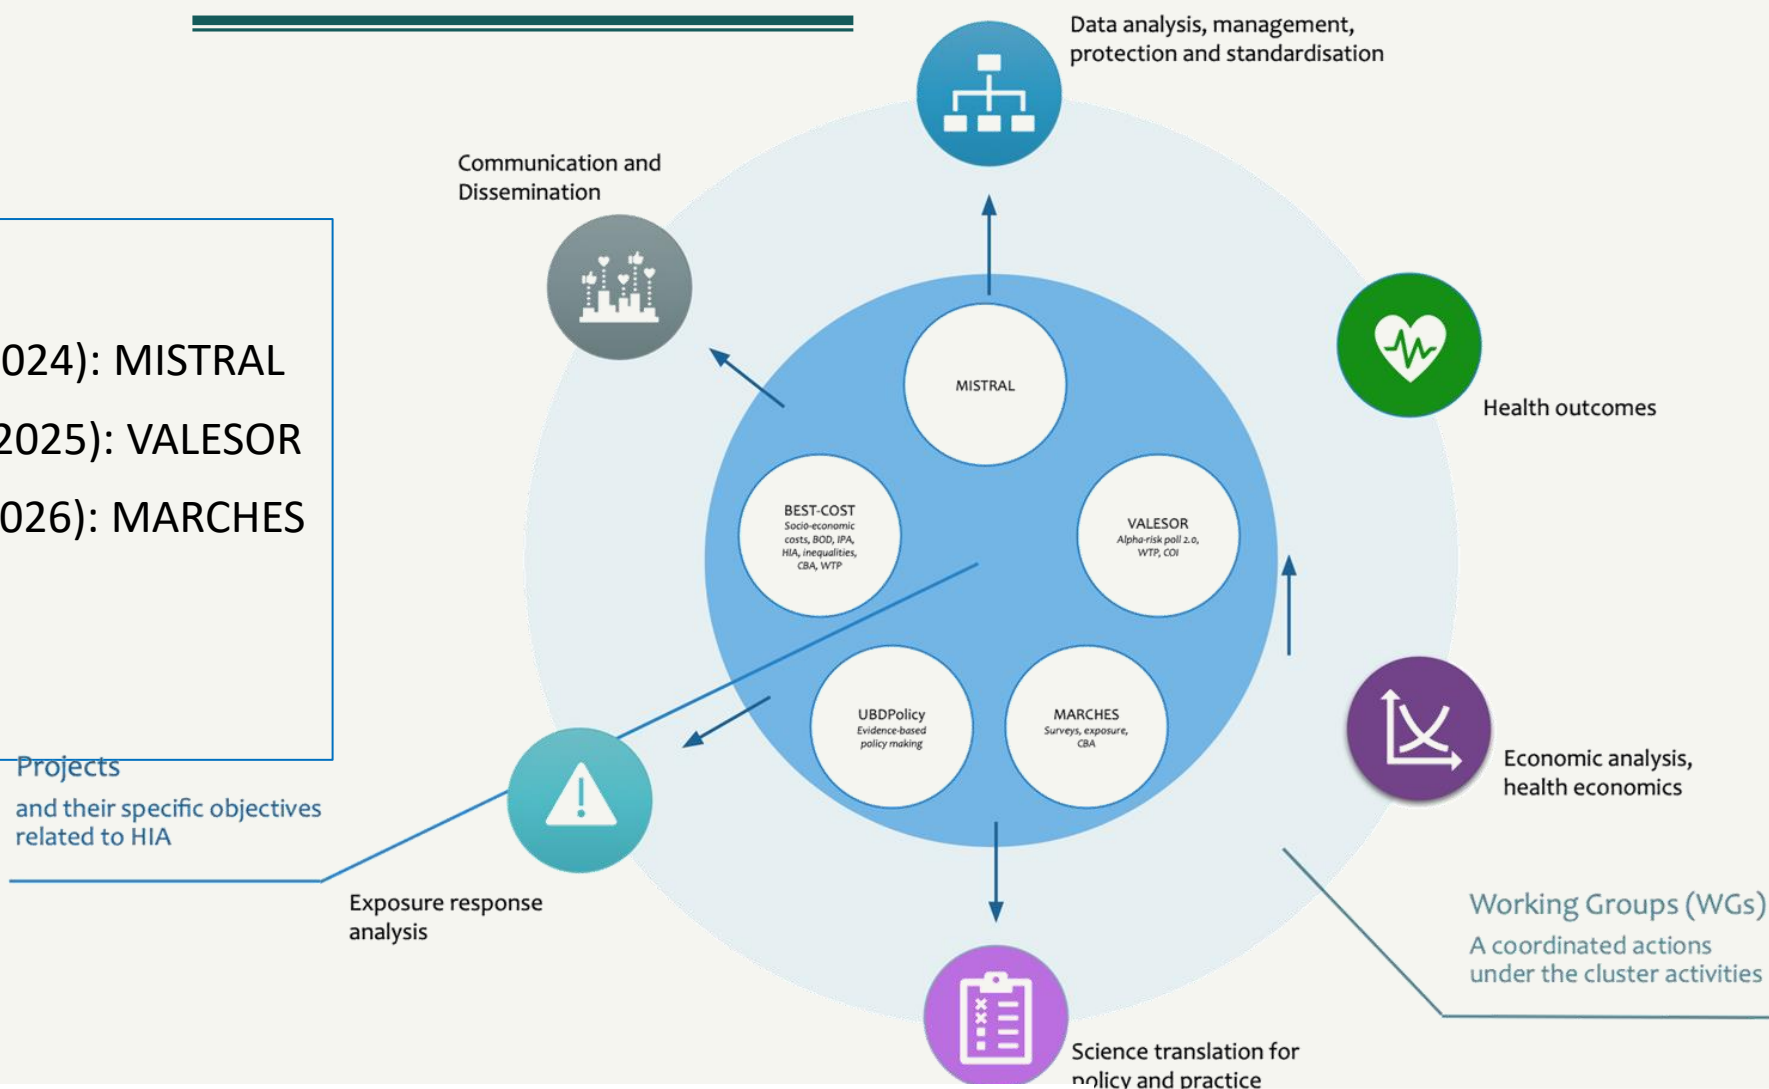 Data analysis, management,
protection and standardisation
Communication and
Dissemination
024): MISTRAL
2025): VALESOR
026): MARCHES
Health outcomes
MISTRAL
BEST-COST
Socio-economic
costs, BOD, IPA,
HIA, inequalities,
CBA, WTP
VALESOR
Alpha-risk poll 2.0,
WTP, COI
UBDPolicy
Evidence-based
policy making
MARCHES
Surveys, exposure,
CBA
Economic analysis,
health economics
Projects
and their specific objectives
related to HIA
Exposure response
analysis
Working Groups (WGs)
A coordinated actions
under the cluster activities
Science translation for
policy and practice